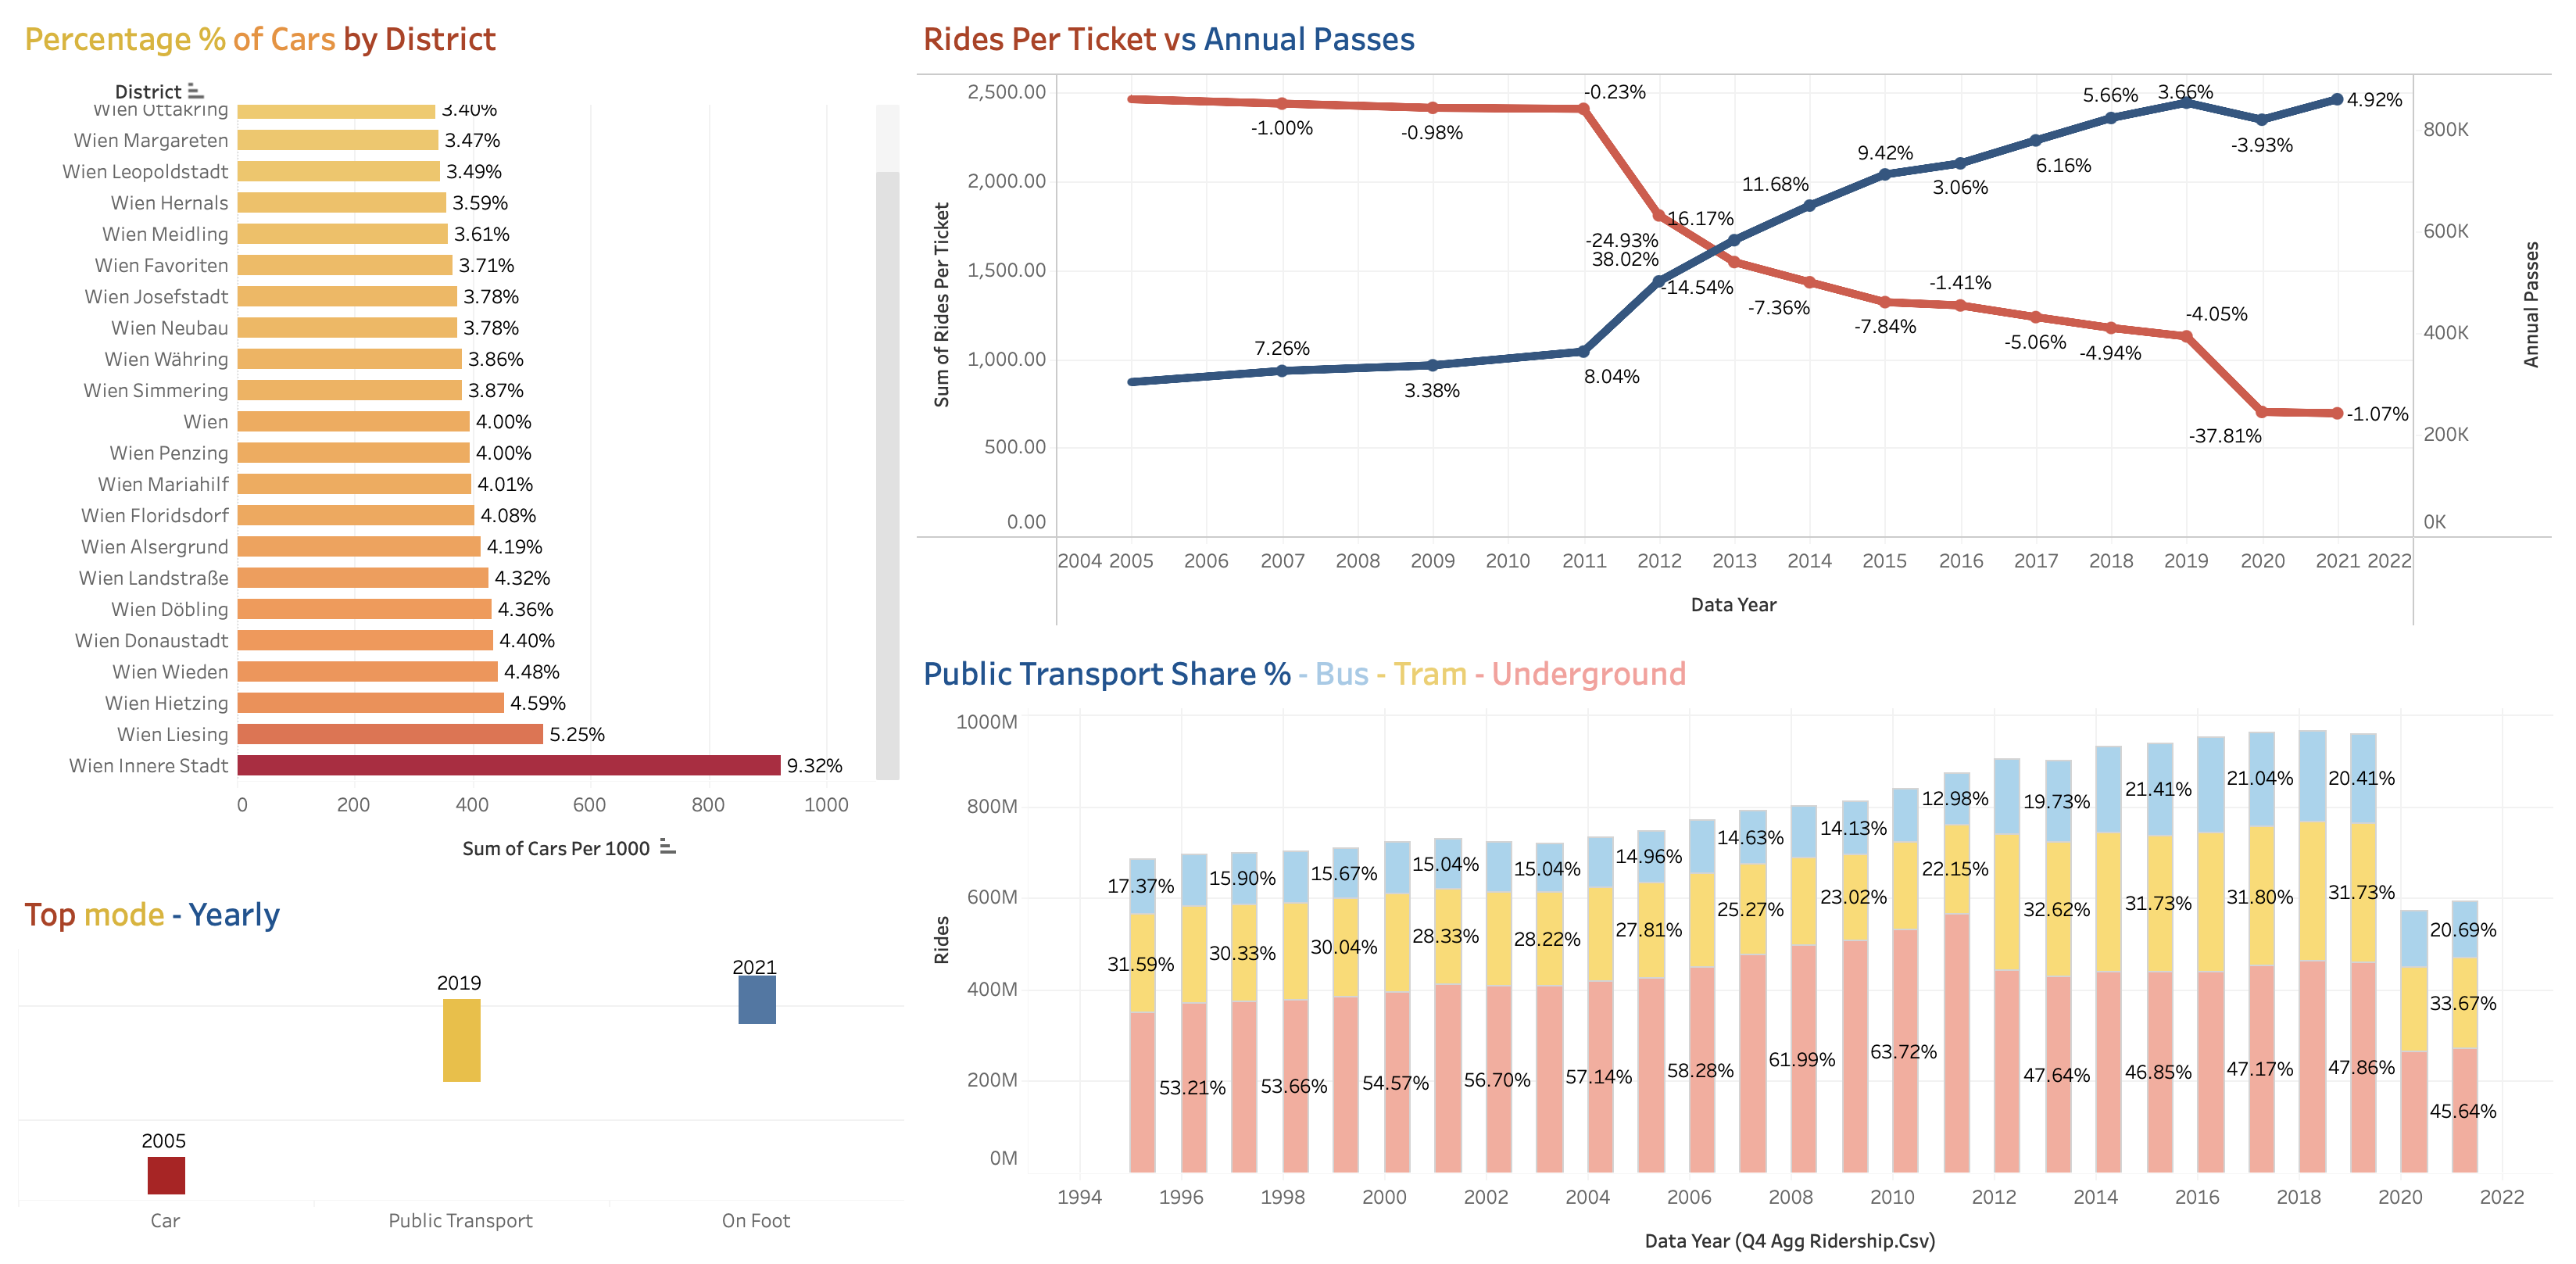 Percentage % of Cars by District
District
Wien Ottakring 3.40%
Wien Margareten 3.47%
Wien Leopoldstadt 3.49%
Wien Hernals 3.59%
Wien Meidling 3.61%
Wien Favoriten 3.71%
Wien Josefstadt 3.78%
Wien Neubau 3.78%
Wien Währing 3.86%
Wien Simmering 3.87%
Wien 4.00%
Wien Penzing 4.00%
Wien Mariahilf 4.01%
Wien Floridsdorf 4.08%
Wien Alsergrund 4.19%
Wien Landstraße 4.32%
Wien Döbling 4.36%
Wien Donaustadt 4.40%
Wien Wieden 4.48%
Wien Hietzing 4.59%
Wien Liesing 5.25%
Wien Innere Stadt 9.32%
0 200 400 600 800 1000
Sum of Cars Per 1000
Top mode - Yearly
2021
2019
2005
Car Public Transport On Foot
Rides Per Ticket vs Annual Passes
Sum of Rides Per Ticket
2,500.00
2,000.00
1,500.00
1,000.00
500.00
0.00
-1.00%
-0.98%
-0.23%
-24.93%
-14.54%
-7.36%
-7.84%
-1.41%
-5.06%
-4.94%
-4.05%
-37.81%
-1.07%
7.26%
3.38%
8.04%
38.02%
16.17%
11.68%
9.42%
3.06%
6.16%
5.66%
3.66%
-3.93%
4.92%
800K
600K
400K
200K
0K
Annual Passes
2004 2005 2006 2007 2008 2009 2010 2011 2012 2013 2014 2015 2016 2017 2018 2019 2020 2021 2022
Data Year
Public Transport Share % - Bus - Tram - Underground
Rides
1000M
800M
600M
400M
200M
0M
17.37% 15.90% 15.67% 15.04% 15.04% 14.96% 14.63% 14.13% 12.98% 19.73% 21.41% 21.04% 20.41% 20.69%
31.59% 30.33% 30.04% 28.33% 28.22% 27.81% 25.27% 23.02% 22.15% 32.62% 31.73% 31.80% 31.73% 33.67%
53.21% 53.66% 54.57% 56.70% 57.14% 58.28% 61.99% 63.72% 47.64% 46.85% 47.17% 47.86% 45.64%
1994 1996 1998 2000 2002 2004 2006 2008 2010 2012 2014 2016 2018 2020 2022
Data Year (Q4 Agg Ridership.Csv)